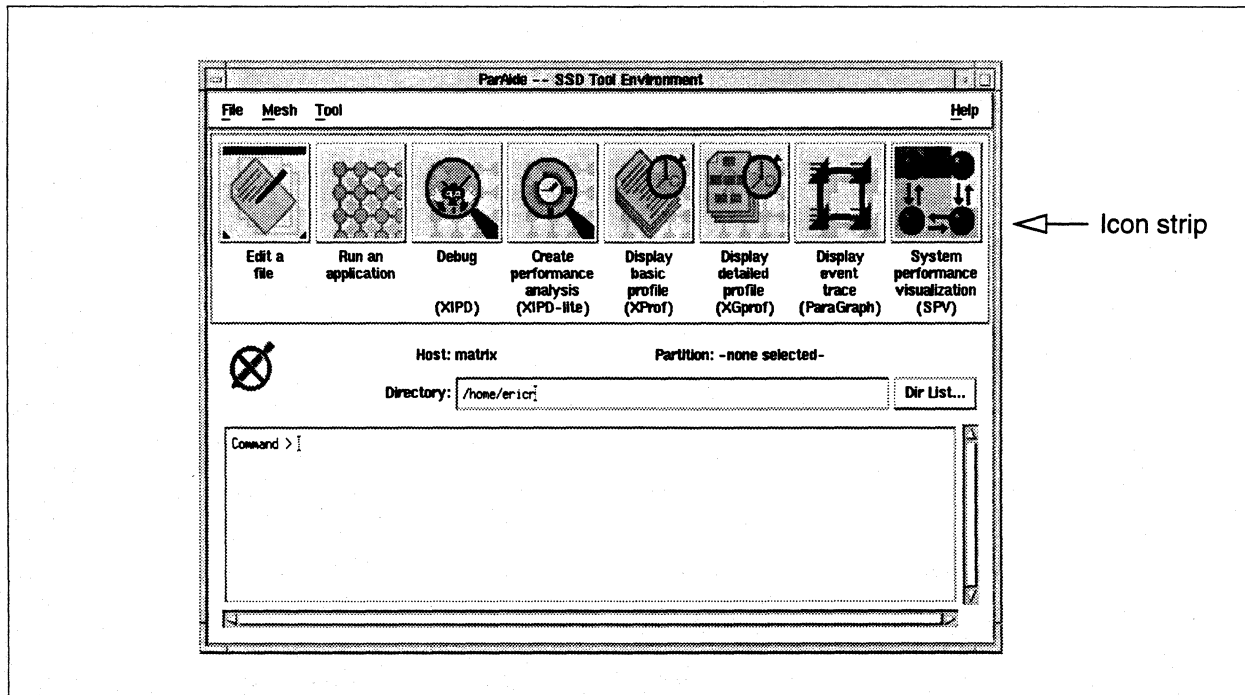 ParAide -- SSD Tool Environment
File Mesh Tool Help
Edit a
file
Run an
application
Debug
(XIPD)
Create
performance
analysis
(XIPD-lite)
Display
basic
profile
(XProf)
Display
detailed
profile
(XGprof)
Display
event
trace
(ParaGraph)
System
performance
visualization
(SPV)
Icon strip
Host: matrix Partition: -none selected-
Directory: /home/ericr Dir List...
Command >